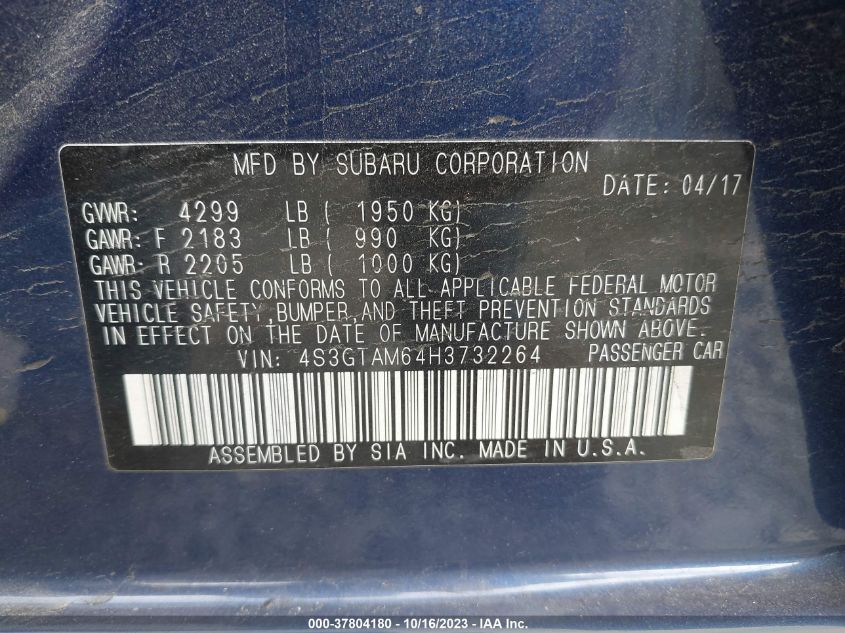 MFD BY SUBARU CORPORATION
DATE: 04/17
GVWR: 4299 LB ( 1950 KG)
GAWR: F 2183 LB ( 990 KG)
GAWR: R 2205 LB ( 1000 KG)
THIS VEHICLE CONFORMS TO ALL APPLICABLE FEDERAL MOTOR
VEHICLE SAFETY, BUMPER, AND THEFT PREVENTION STANDARDS
IN EFFECT ON THE DATE OF MANUFACTURE SHOWN ABOVE.
VIN: 4S3GTAM64H3732264 PASSENGER CAR
ASSEMBLED BY SIA INC. MADE IN U.S.A.
000-37804180 - 10/16/2023 - IAA Inc.